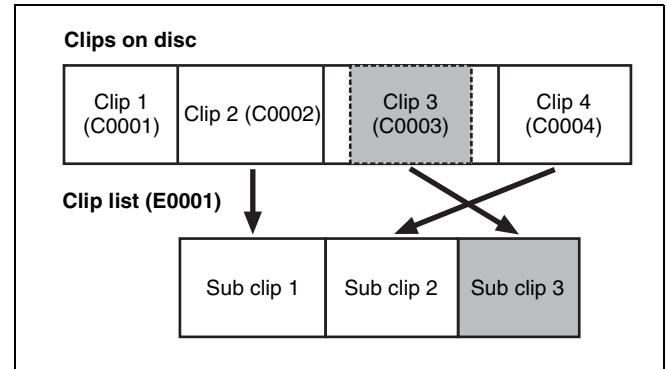 Clips on disc
Clip 1
(C0001)
Clip 2 (C0002)
Clip 3
(C0003)
Clip 4
(C0004)
Clip list (E0001)
Sub clip 1
Sub clip 2
Sub clip 3